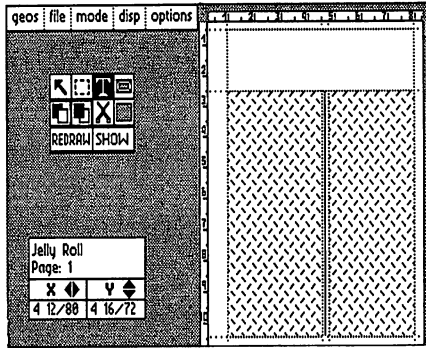 geos file mode disp options
T
X
REDRAW SHOW
Jelly Roll
Page: 1
X Y
4 12/80 4 16/72